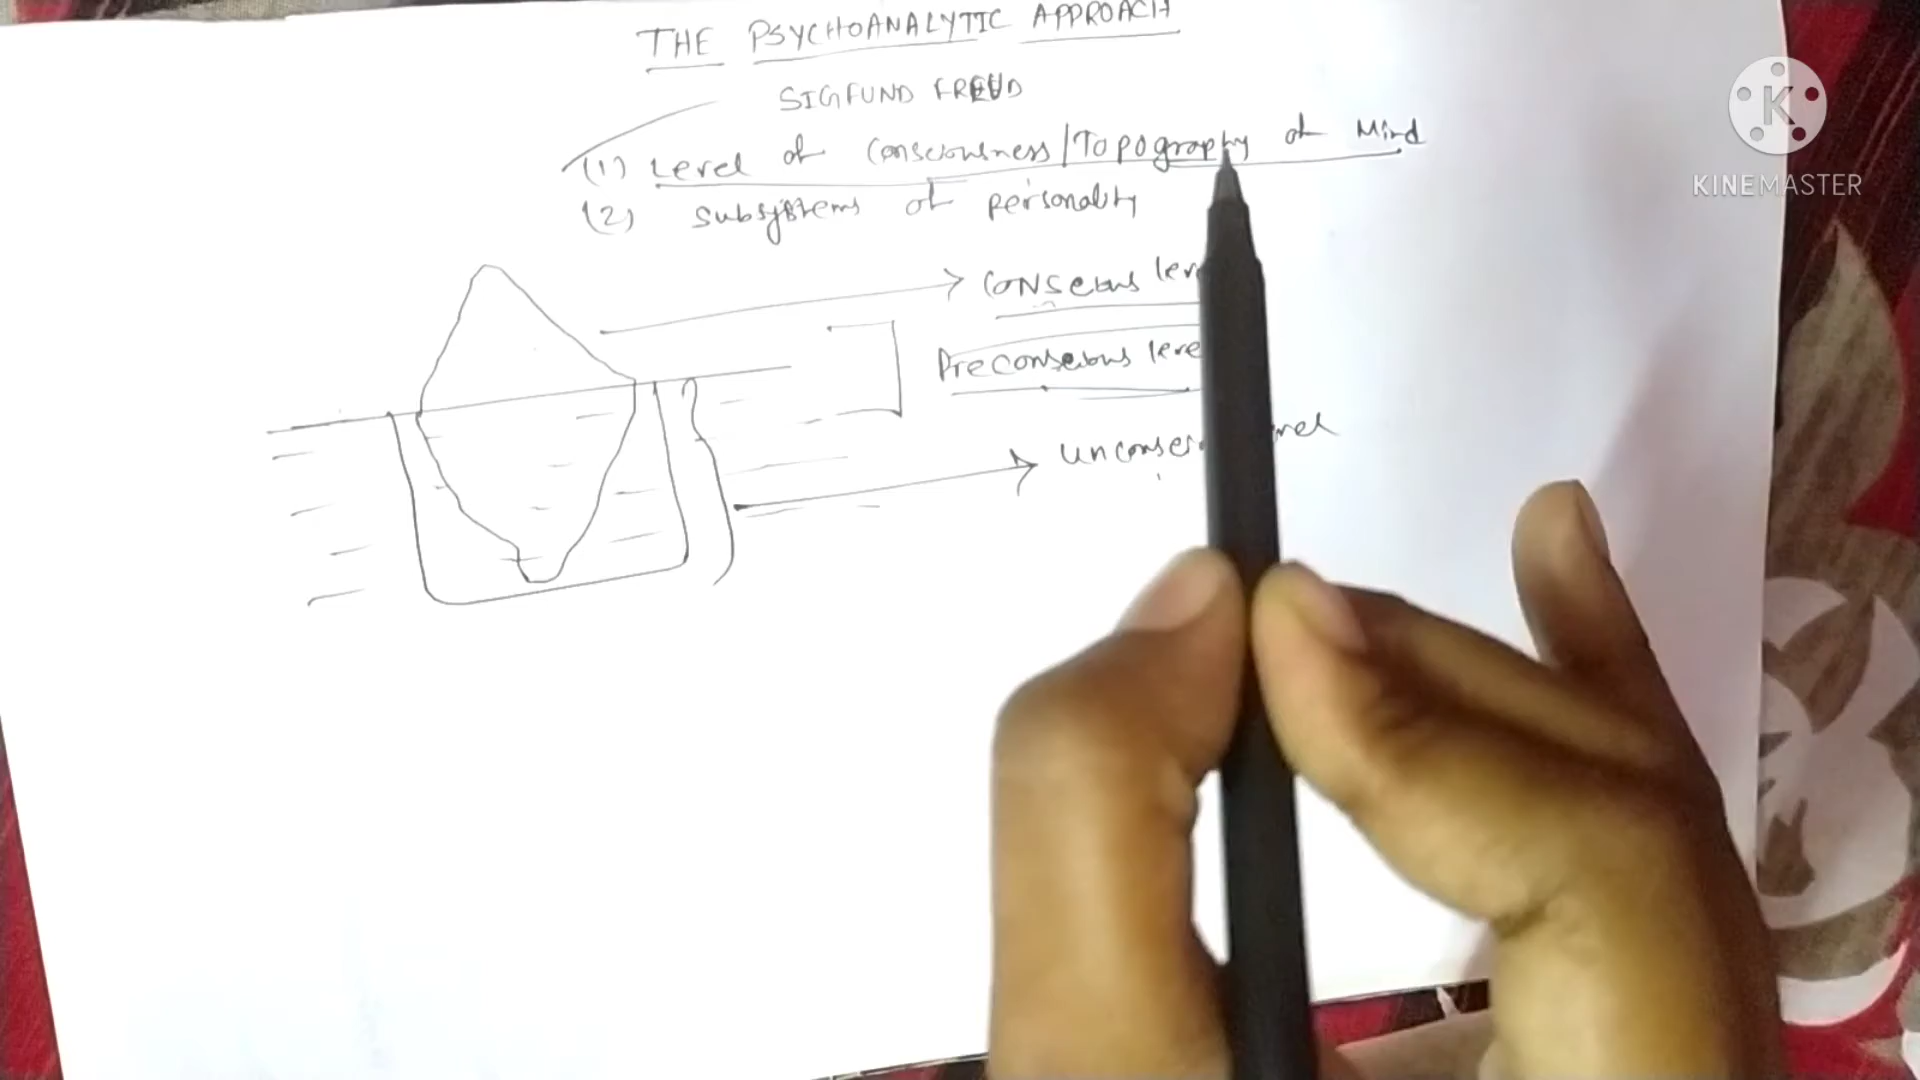 THE PSYCHOANALYTIC APPROACH
SIGFUND FREUD
(1) Level of Consciousness/Topography of Mind
(2) subsystems of personality
Conscious
Preconscious
K
KINEMASTER